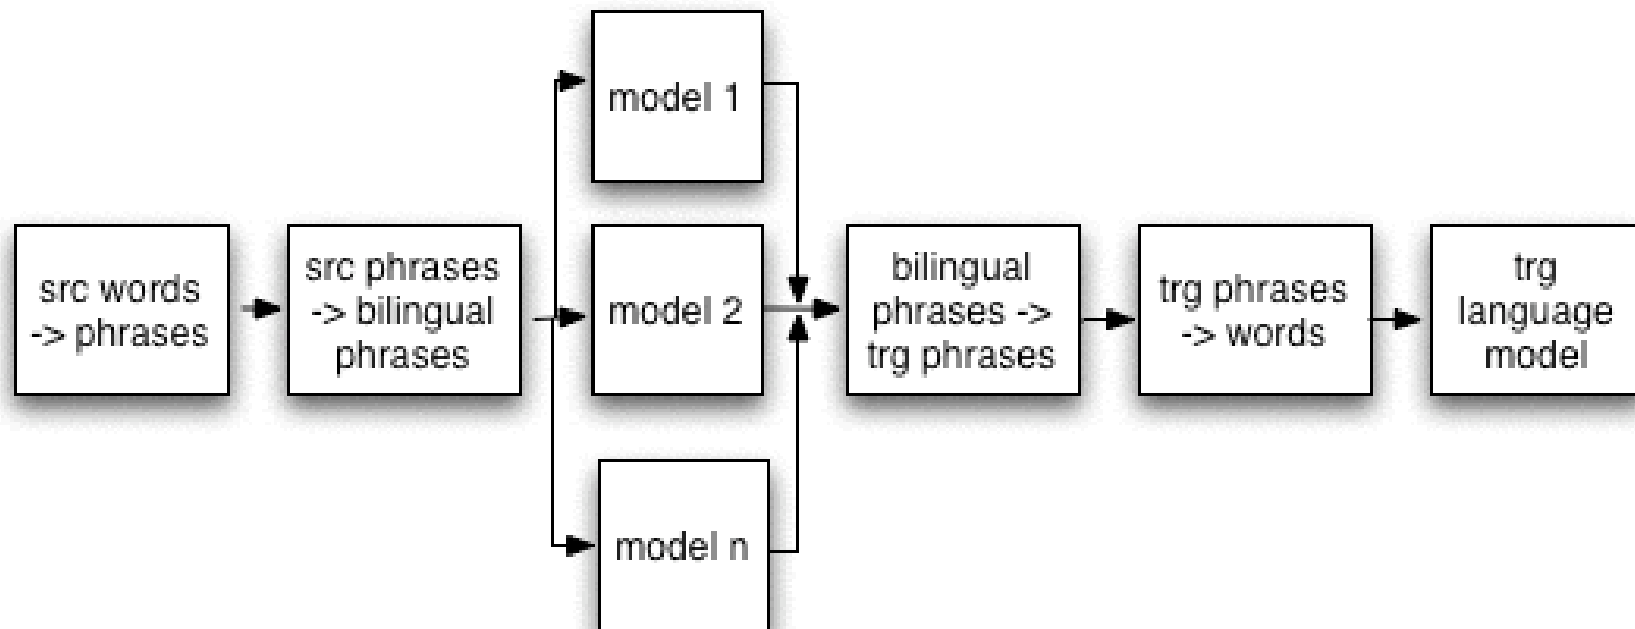 src words
-> phrases
src phrases
-> bilingual
phrases
model 1
model 2
model n
bilingual
phrases ->
trg phrases
trg phrases
-> words
trg
language
model